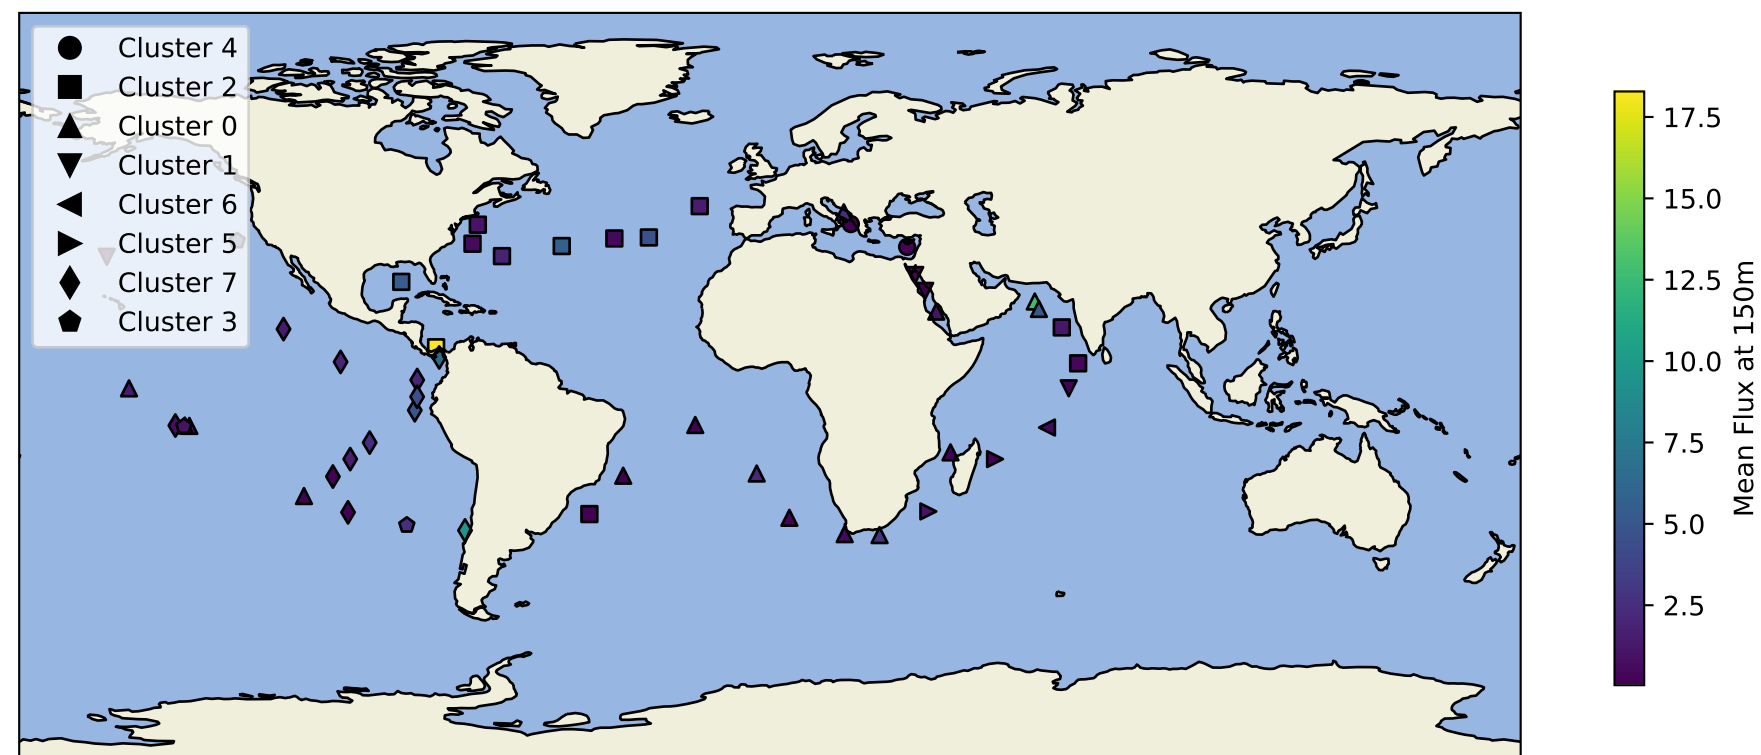 Cluster 4
Cluster 2
Cluster 0
Cluster 1
Cluster 6
Cluster 5
Cluster 7
Cluster 3
17.5
15.0
12.5
10.0
7.5
5.0
2.5
Mean Flux at 150m